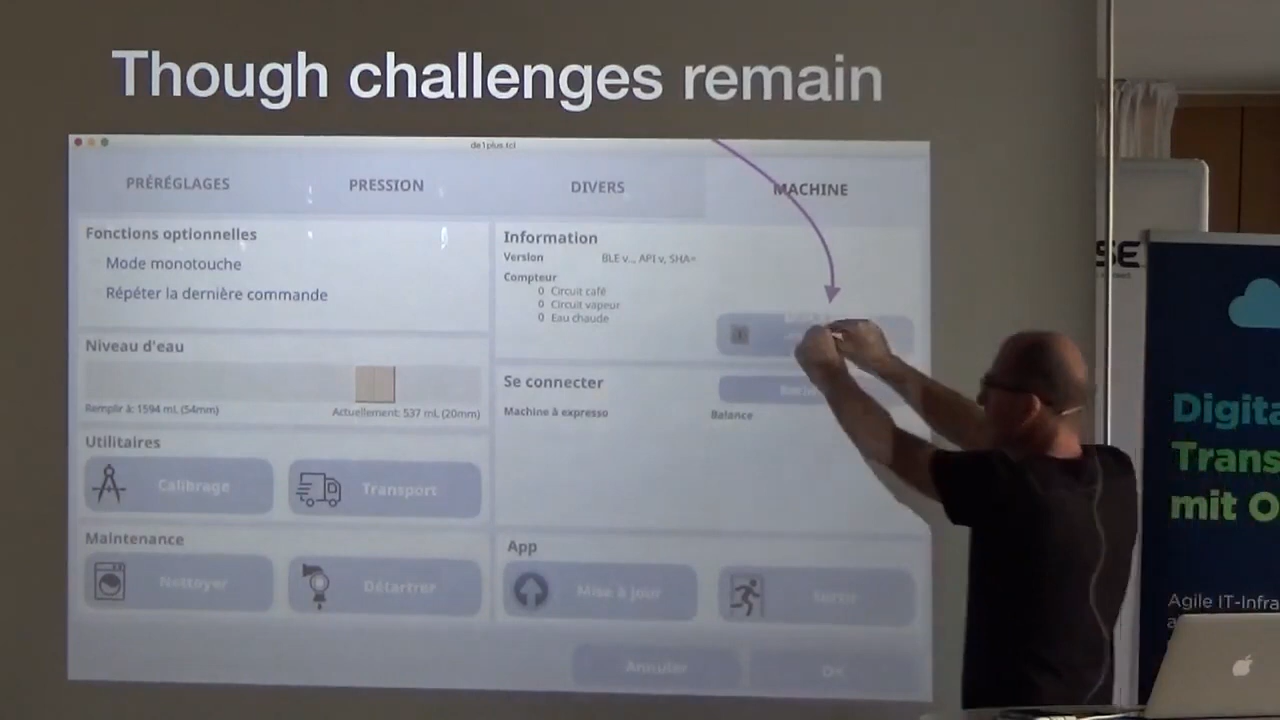 Though challenges remain
de1plus.tcl
PRÉRÉGLAGES
PRESSION
DIVERS
MACHINE
Fonctions optionnelles
Mode monotouche
Répéter la dernière commande
Niveau d'eau
Remplir à: 1594 mL (54mm)
Actuellement: 537 mL (20mm)
Utilitaires
Calibrage
Transport
Maintenance
Nettoyer
Détartrer
Information
Version
BLE v., API v, SHA=
Compteur
0 Circuit café
0 Circuit vapeur
0 Eau chaude
Se connecter
Machine à expresso
Balance
App
Mise à jour
Sortir
Annuler
OK
SE
Digita
Trans
mit O
Agile IT-Infra
a